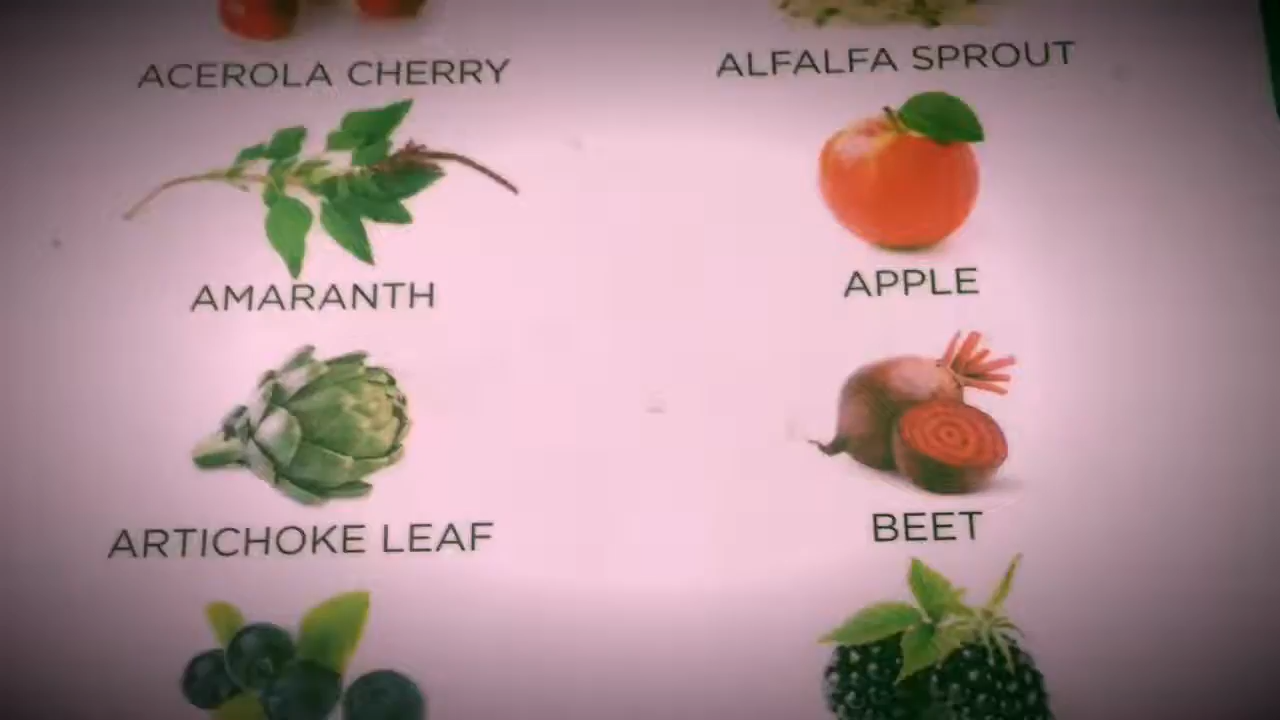 ACEROLA CHERRY
ALFALFA SPROUT
AMARANTH
APPLE
ARTICHOKE LEAF
BEET